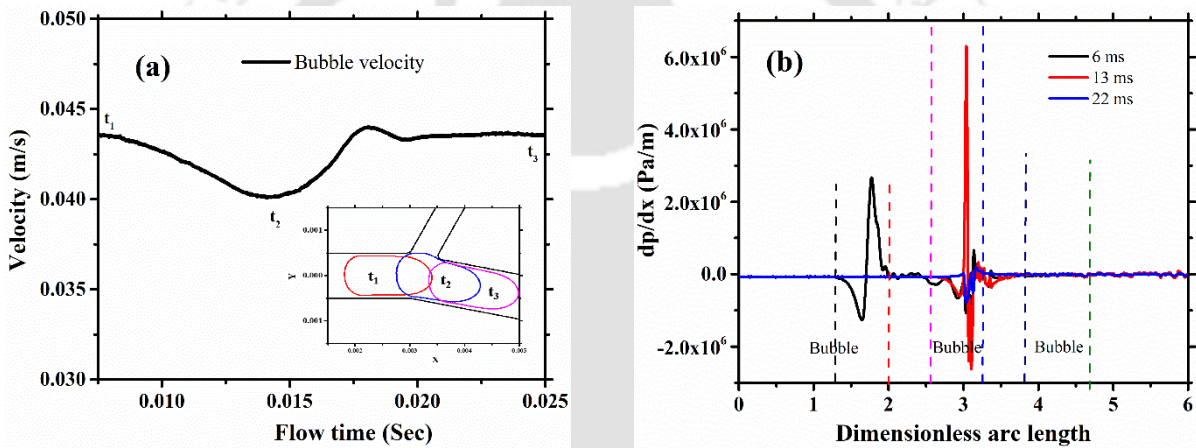 (a)
Bubble velocity
Velocity (m/s)
0.050
0.045
0.040
0.035
0.030
t1
t2
t3
0.001
0.000
0.001
Y
t1
t2
t3
0.002
0.003
0.004
0.005
X
0.010
0.015
0.020
0.025
Flow time (Sec)
(b)
6 ms
13 ms
22 ms
dp/dx (Pa/m)
6.0x10^6
4.0x10^6
2.0x10^6
0.0
-2.0x10^6
Bubble
Bubble
Bubble
0
1
2
3
4
5
6
Dimensionless arc length